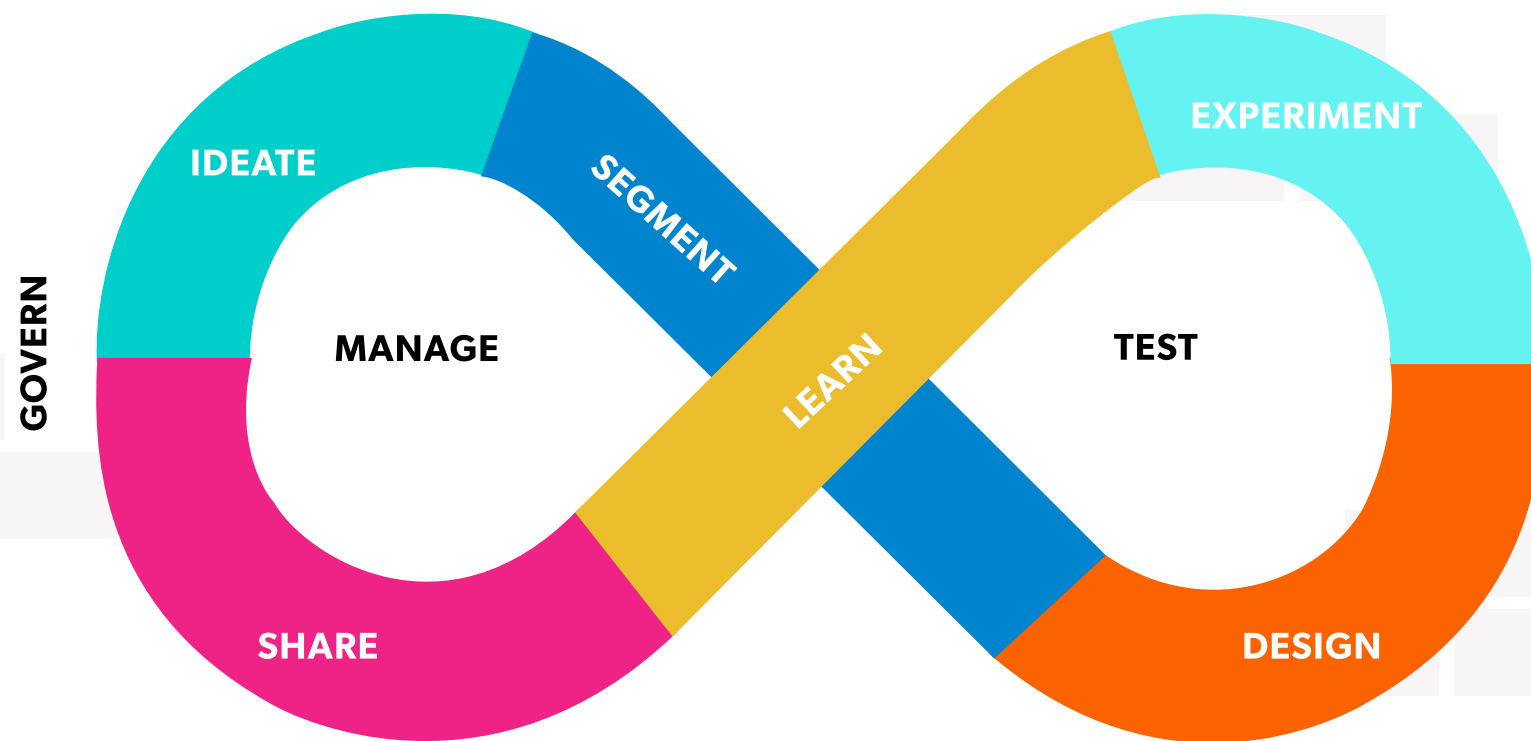 IDEATE
SEGMENT
EXPERIMENT
GOVERN
MANAGE
TEST
LEARN
SHARE
DESIGN